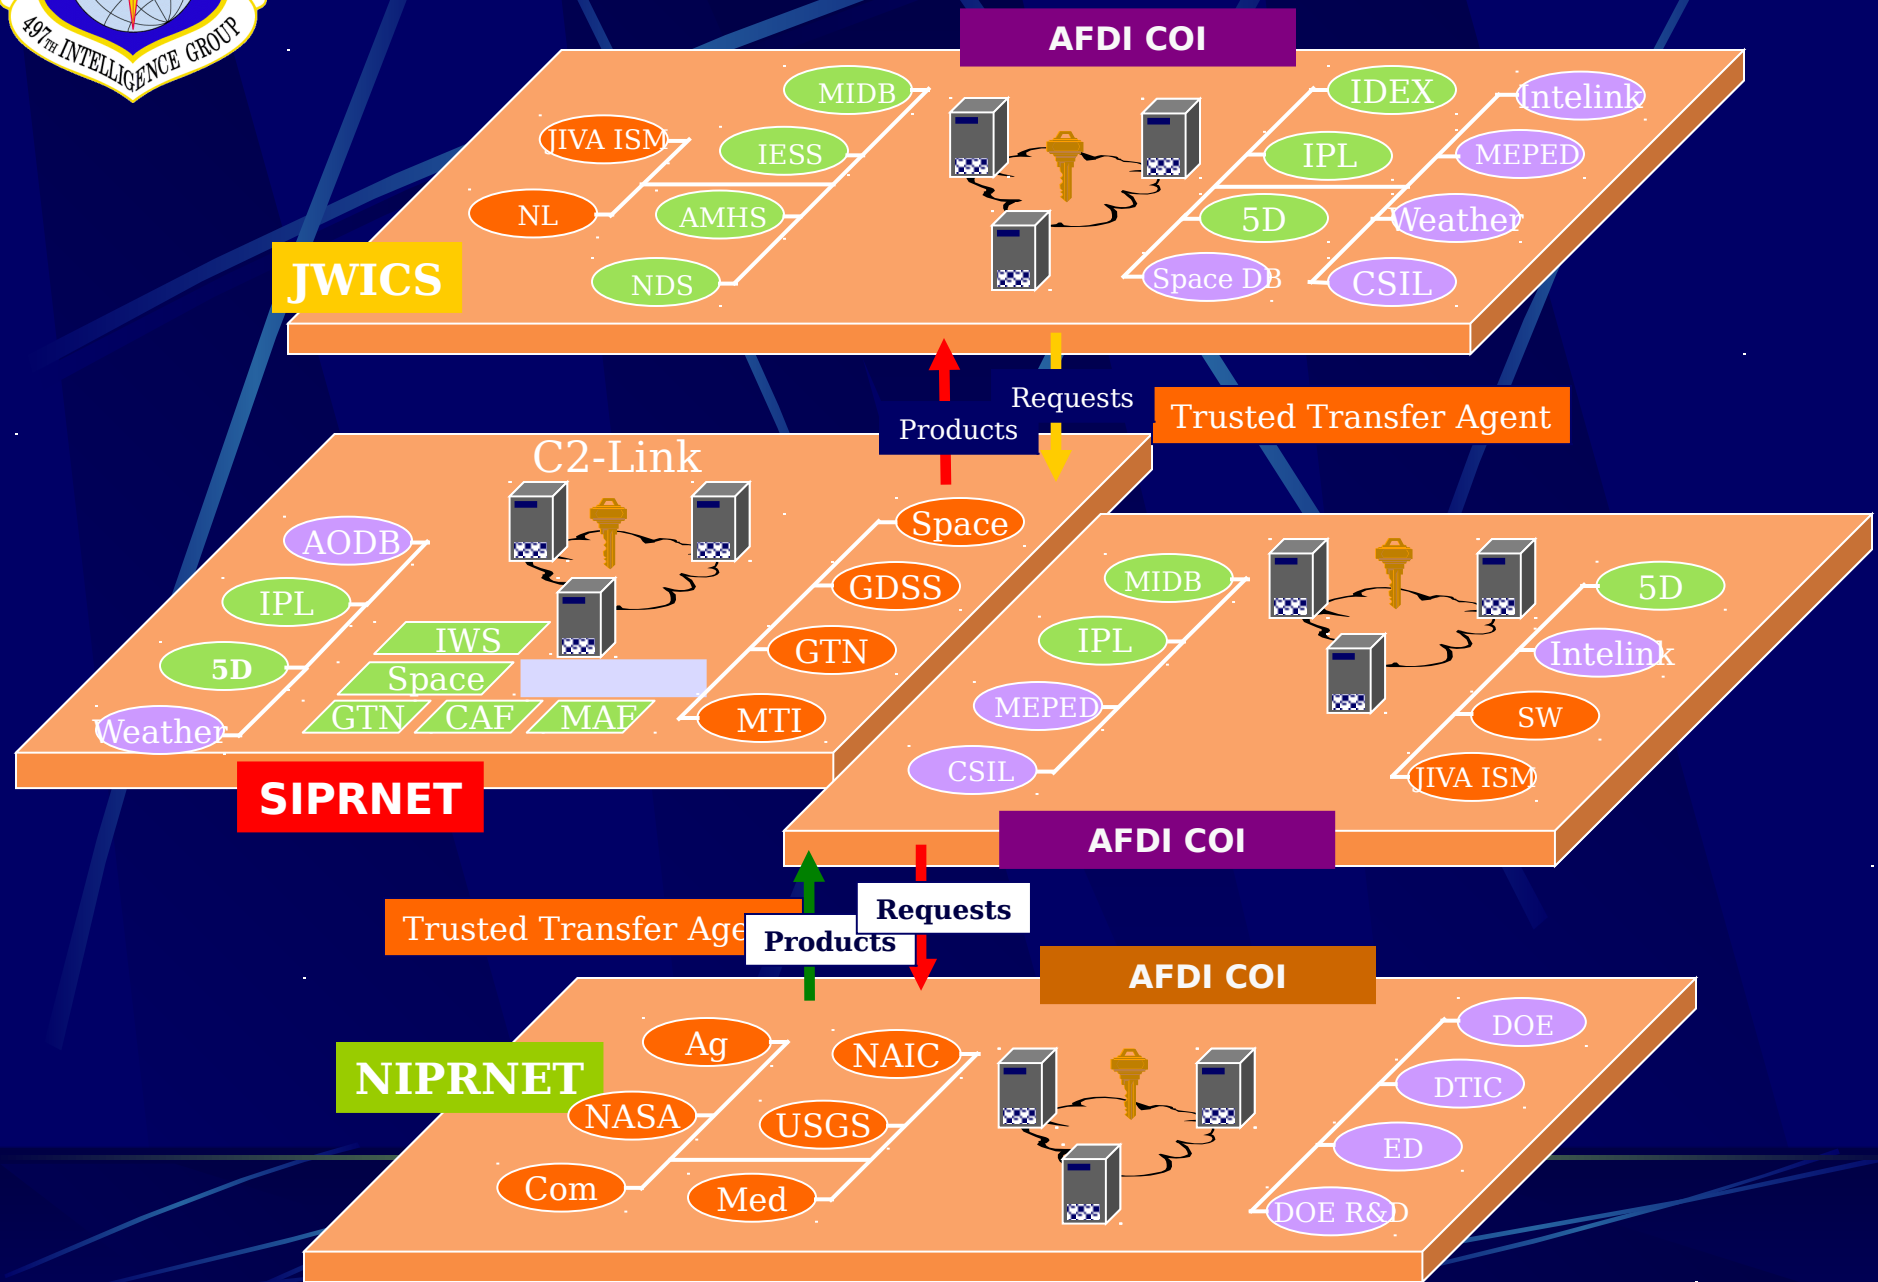 497TH INTELLIGENCE GROUP
AFDI COI
MIDB
JIVA ISM
IESS
NL
AMHS
NDS
IDEX
Intelink
IPL
MEPED
5D
Weather
Space DB
CSIL
JWICS
Requests
Products
Trusted Transfer Agent
C2-Link
AODB
IPL
5D
Weather
IWS
Space
GTN
CAF
MAF
Space
GDSS
GTN
MTI
SIPRNET
MIDB
IPL
MEPED
CSIL
5D
Intelink
SW
JIVA ISM
AFDI COI
Requests
Trusted Transfer Age
Products
AFDI COI
NIPRNET
Ag
NAIC
NASA
USGS
Com
Med
DOE
DTIC
ED
DOE R&D